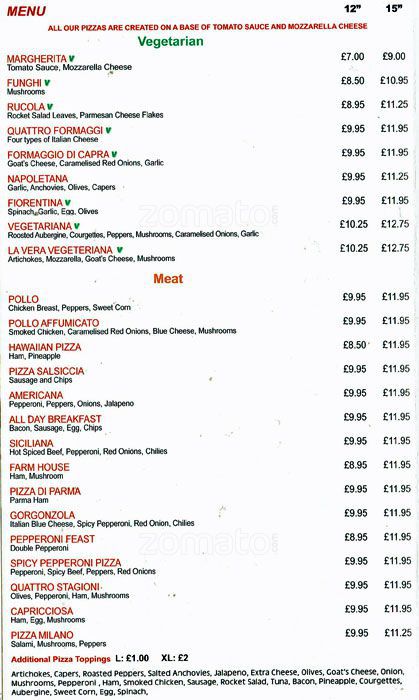 MENU 12" 15"
ALL OUR PIZZAS ARE CREATED ON A BASE OF TOMATO SAUCE AND MOZZARELLA CHEESE
Vegetarian
MARGHERITA v £7.00 £9.00
Tomato Sauce, Mozzarella Cheese
FUNGHI v £8.50 £10.95
Mushrooms
RUCOLA v £8.95 £11.25
Rocket Salad Leaves, Parmesan Cheese Flakes
QUATTRO FORMAGGI v £9.95 £11.95
Four types of Italian Cheese
FORMAGGIO DI CAPRA v £9.95 £11.95
Goat's Cheese, Caramelised Red Onions, Garlic
NAPOLETANA £9.95 £11.25
Garlic, Anchovies, Olives, Capers
FIORENTINA v £9.95 £11.95
Spinach, Garlic, Egg, Olives
VEGETARIANA v £10.25 £12.75
Roosted Aubergine, Courgettes, Peppers, Mushrooms, Caramelised Onions, Garlic
LA VERA VEGETERIANA v £10.25 £12.75
Artichokes, Mozzarella, Goat's Cheese, Mushrooms
zomato.com
Meat
POLLO £9.95 £11.95
Chicken Breast, Peppers, Sweet Corn
POLLO AFFUMICATO £9.95 £11.95
Smoked Chicken, Caramelised Red Onions, Blue Cheese, Mushrooms
HAWAIIAN PIZZA £8.50 £11.95
Ham, Pineapple
PIZZA SALSICCIA £9.95 £11.95
Sausage and Chips
AMERICANA £9.95 £11.95
Pepperoni, Peppers, Onions, Jalapeno
ALL DAY BREAKFAST £9.95 £11.95
Bacon, Sausage, Egg, Chips
SICILIANA £9.95 £11.95
Hot Spiced Beef, Pepperoni, Red Onions, Chilies
FARM HOUSE £8.95 £11.95
Ham, Mushroom
PIZZA DI PARMA £9.95 £11.95
Parma Ham
GORGONZOLA £9.95 £11.95
Italian Blue Cheese, Spicy Pepperoni, Red Onion, Chilies
PEPPERONI FEAST £8.95 £11.95
Double Pepperoni
zomato.com
SPICY PEPPERONI PIZZA £9.95 £11.95
Pepperoni, Spicy Beef, Peppers, Red Onions
QUATTRO STAGIONI £9.95 £11.95
Olives, Pepperoni, Ham, Mushrooms
CAPRICCIOSA £9.95 £11.95
Ham, Egg, Mushrooms
PIZZA MILANO £9.95 £11.25
Salami, Mushrooms, Peppers
Additional Pizza Toppings L: £1.00 XL: £2
Artichokes, Capers, Roasted Peppers, Salted Anchovies, Jalapeno, Extra Cheese, Olives, Goat's Cheese, Onion,
Mushrooms, Pepperoni , Ham, Smoked Chicken, Sausage, Rocket Salad, Tuna, Bacon, Pineapple, Courgettes,
Aubergine, Sweet Corn, Egg, Spinach,